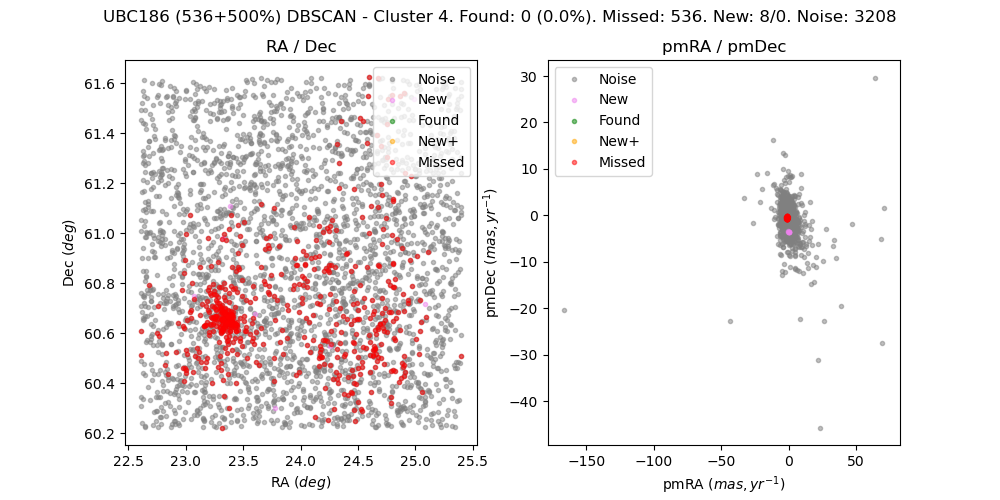 UBC186 (536+500%) DBSCAN - Cluster 4. Found: 0 (0.0%). Missed: 536. New: 8/0. Noise: 3208
RA / Dec
Dec (deg)
61.6
61.4
61.2
61.0
60.8
60.6
60.4
60.2
22.5
23.0
23.5
24.0
24.5
25.0
25.5
RA (deg)
Noise
New
Found
New+
Missed
pmRA / pmDec
pmDec (mas, yr⁻¹)
30
20
10
0
−10
−20
−30
−40
−150
−100
−50
0
50
pmRA (mas, yr⁻¹)
Noise
New
Found
New+
Missed